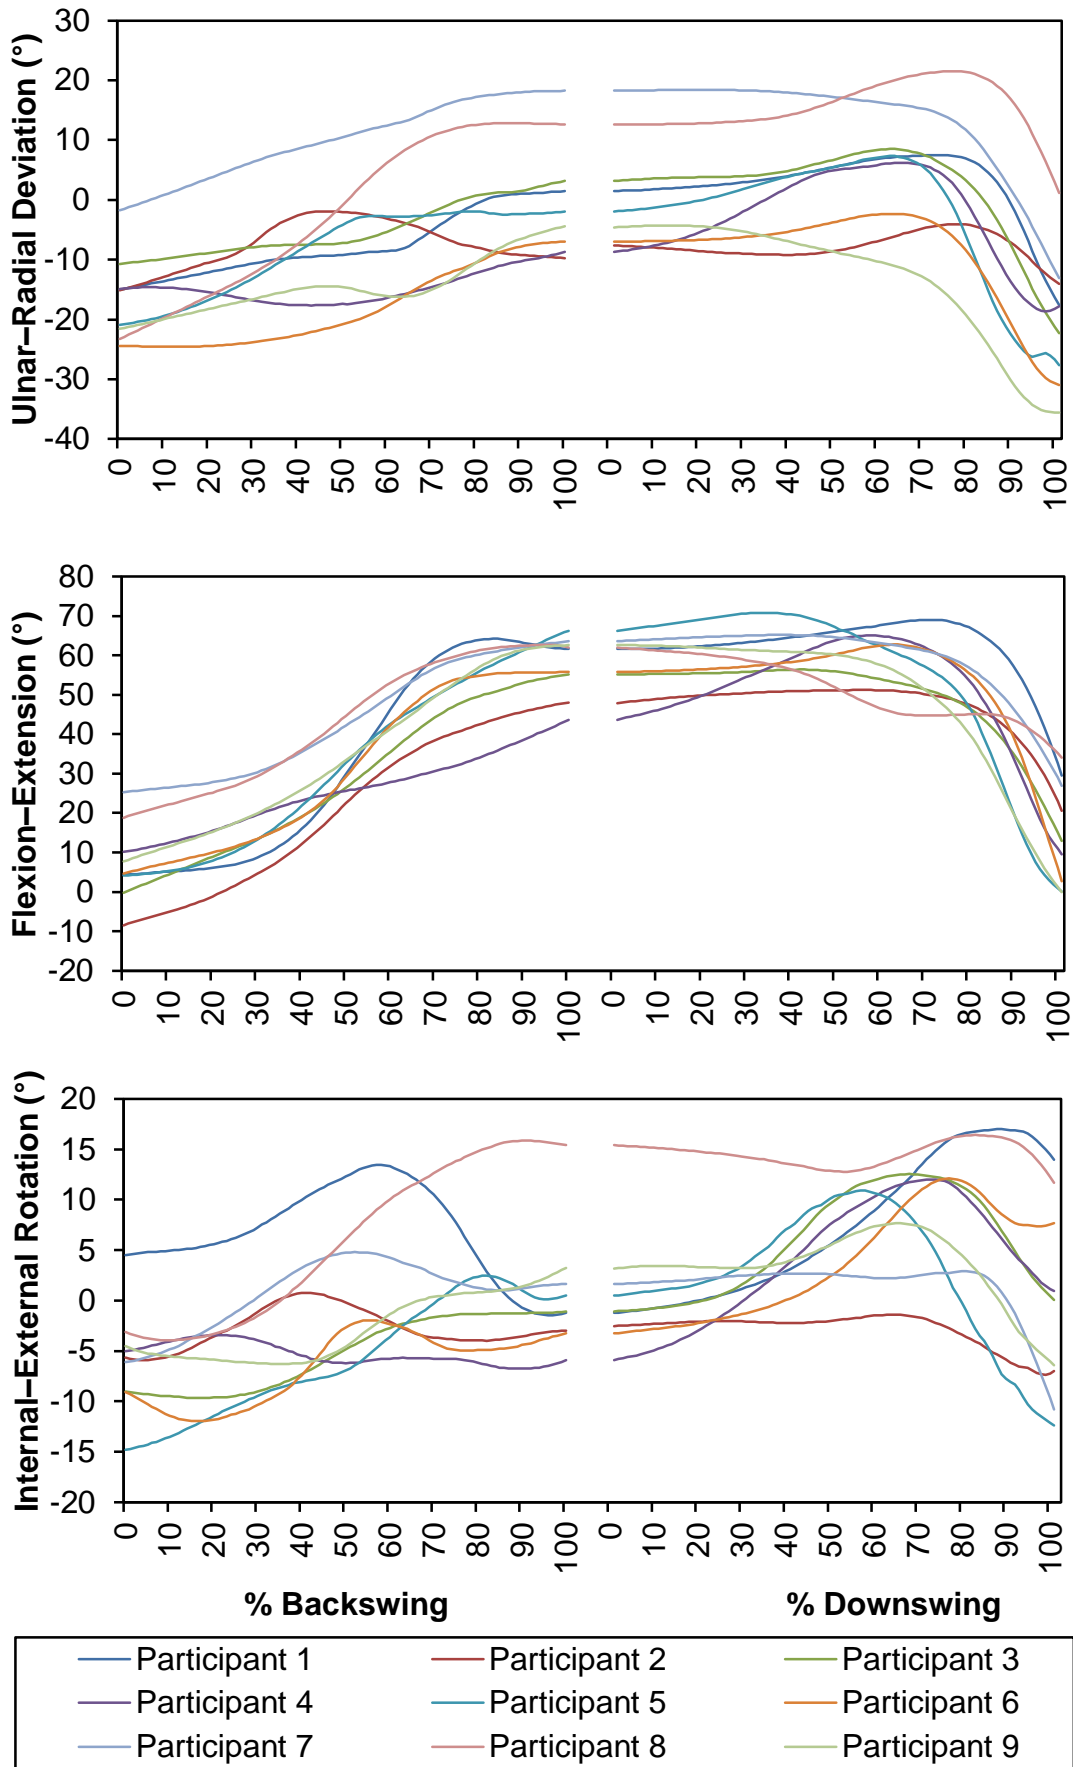 Ulnar–Radial Deviation (°)
30
20
10
0
-10
-20
-30
-40
0 10 20 30 40 50 60 70 80 90 100 0 10 20 30 40 50 60 70 80 90 100
Flexion–Extension (°)
80
70
60
50
40
30
20
10
0
-10
-20
0 10 20 30 40 50 60 70 80 90 100 0 10 20 30 40 50 60 70 80 90 100
Internal–External Rotation (°)
20
15
10
5
0
-5
-10
-15
-20
0 10 20 30 40 50 60 70 80 90 100 0 10 20 30 40 50 60 70 80 90 100
% Backswing % Downswing
Participant 1 Participant 2 Participant 3
Participant 4 Participant 5 Participant 6
Participant 7 Participant 8 Participant 9